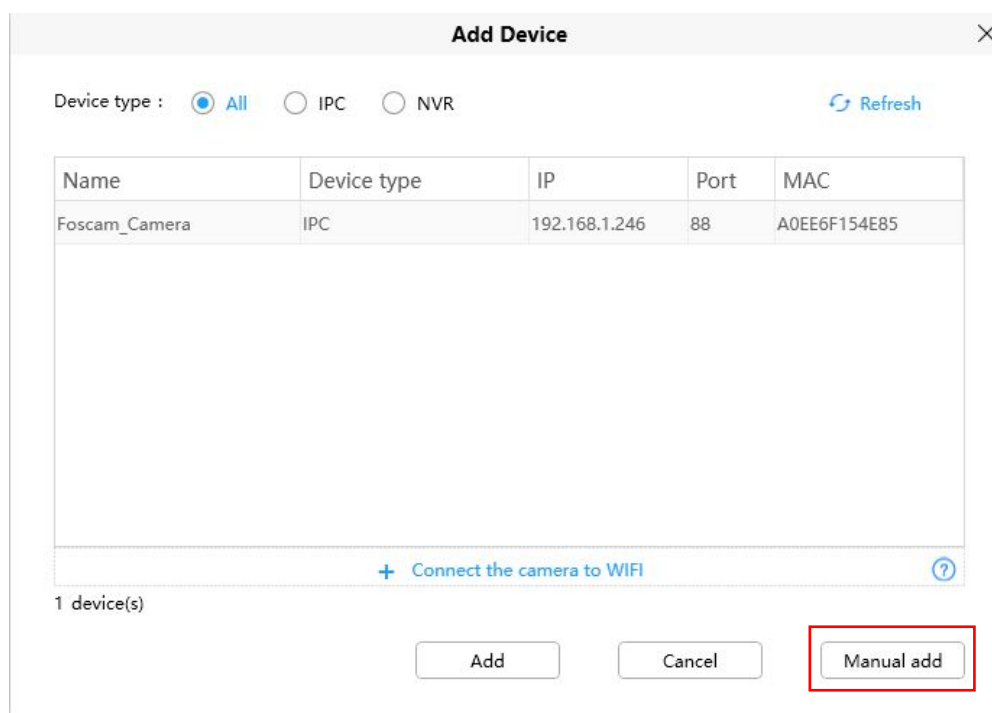 Add Device
Device type : All IPC NVR Refresh
Name Device type IP Port MAC
Foscam_Camera IPC 192.168.1.246 88 A0EE6F154E85
+ Connect the camera to WIFI ?
1 device(s)
Add Cancel Manual add